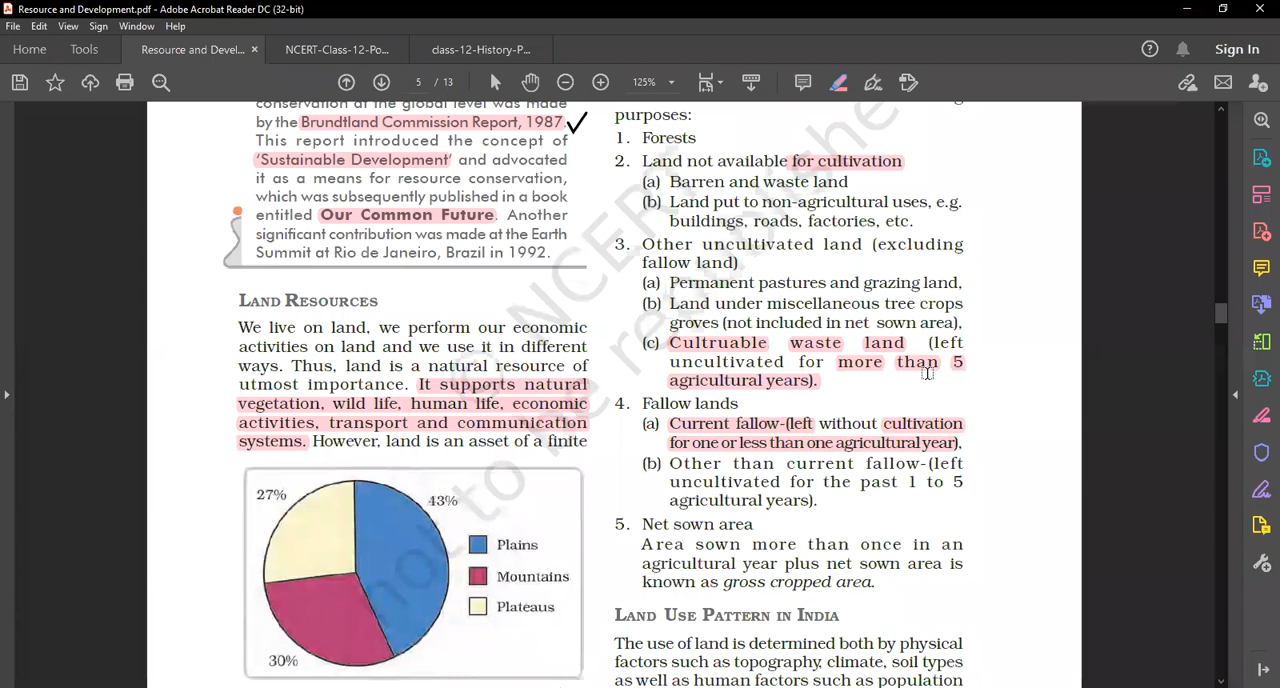 Resource and Development.pdf - Adobe Acrobat Reader DC (32-bit)
File Edit View Sign Window Help
Home Tools Resource and Devel... × NCERT-Class-12-Po... class-12-History-P... Sign In
5 / 13 125%
conservation at the global level was made
by the Brundtland Commission Report, 1987.
This report introduced the concept of
‘Sustainable Development’ and advocated
it as a means for resource conservation,
which was subsequently published in a book
entitled Our Common Future. Another
significant contribution was made at the Earth
Summit at Rio de Janeiro, Brazil in 1992.
LAND RESOURCES
We live on land, we perform our economic
activities on land and we use it in different
ways. Thus, land is a natural resource of
utmost importance. It supports natural
vegetation, wild life, human life, economic
activities, transport and communication
systems. However, land is an asset of a finite
27%
43%
30%
Plains
Mountains
Plateaus
purposes:
1. Forests
2. Land not available for cultivation
(a) Barren and waste land
(b) Land put to non-agricultural uses, e.g.
buildings, roads, factories, etc.
3. Other uncultivated land (excluding
fallow land)
(a) Permanent pastures and grazing land,
(b) Land under miscellaneous tree crops
groves (not included in net sown area),
(c) Cultruable waste land (left
uncultivated for more than 5
agricultural years).
4. Fallow lands
(a) Current fallow-(left without cultivation
for one or less than one agricultural year),
(b) Other than current fallow-(left
uncultivated for the past 1 to 5
agricultural years).
5. Net sown area
Area sown more than once in an
agricultural year plus net sown area is
known as gross cropped area.
LAND USE PATTERN IN INDIA
The use of land is determined both by physical
factors such as topography, climate, soil types
as well as human factors such as population
© NCERT
not to be republishe